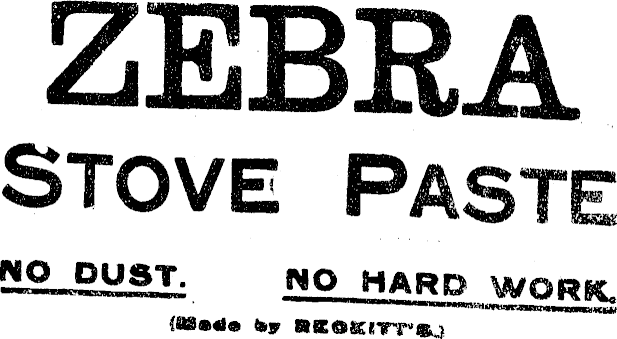 ZEBRA
STOVE PASTE
NO DUST. NO HARD WORK.
(Made by RECKITT'S.)